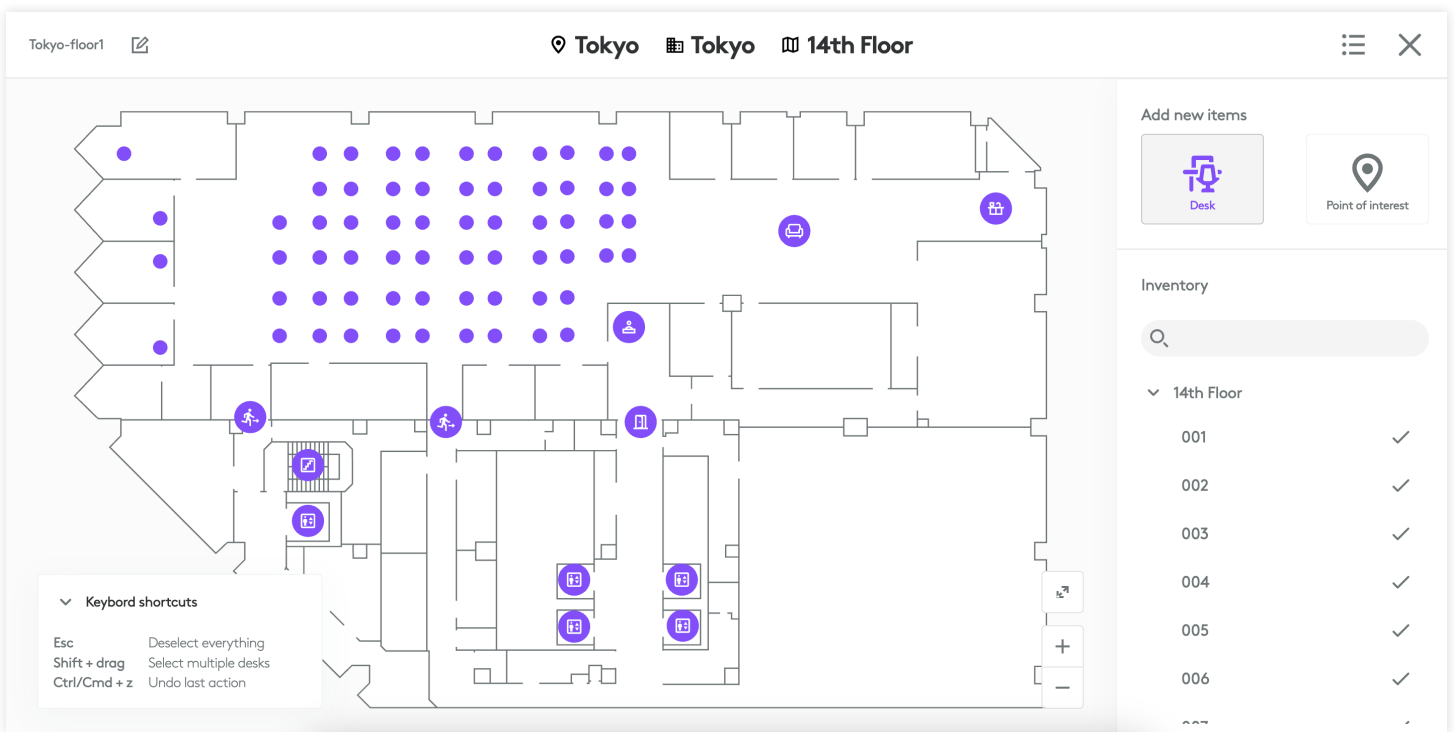 Tokyo-floor1
Tokyo
Tokyo
14th Floor
Add new items
Desk
Point of interest
Inventory
14th Floor
001
002
003
004
005
006
Keybord shortcuts
Esc Deselect everything
Shift + drag Select multiple desks
Ctrl/Cmd + z Undo last action